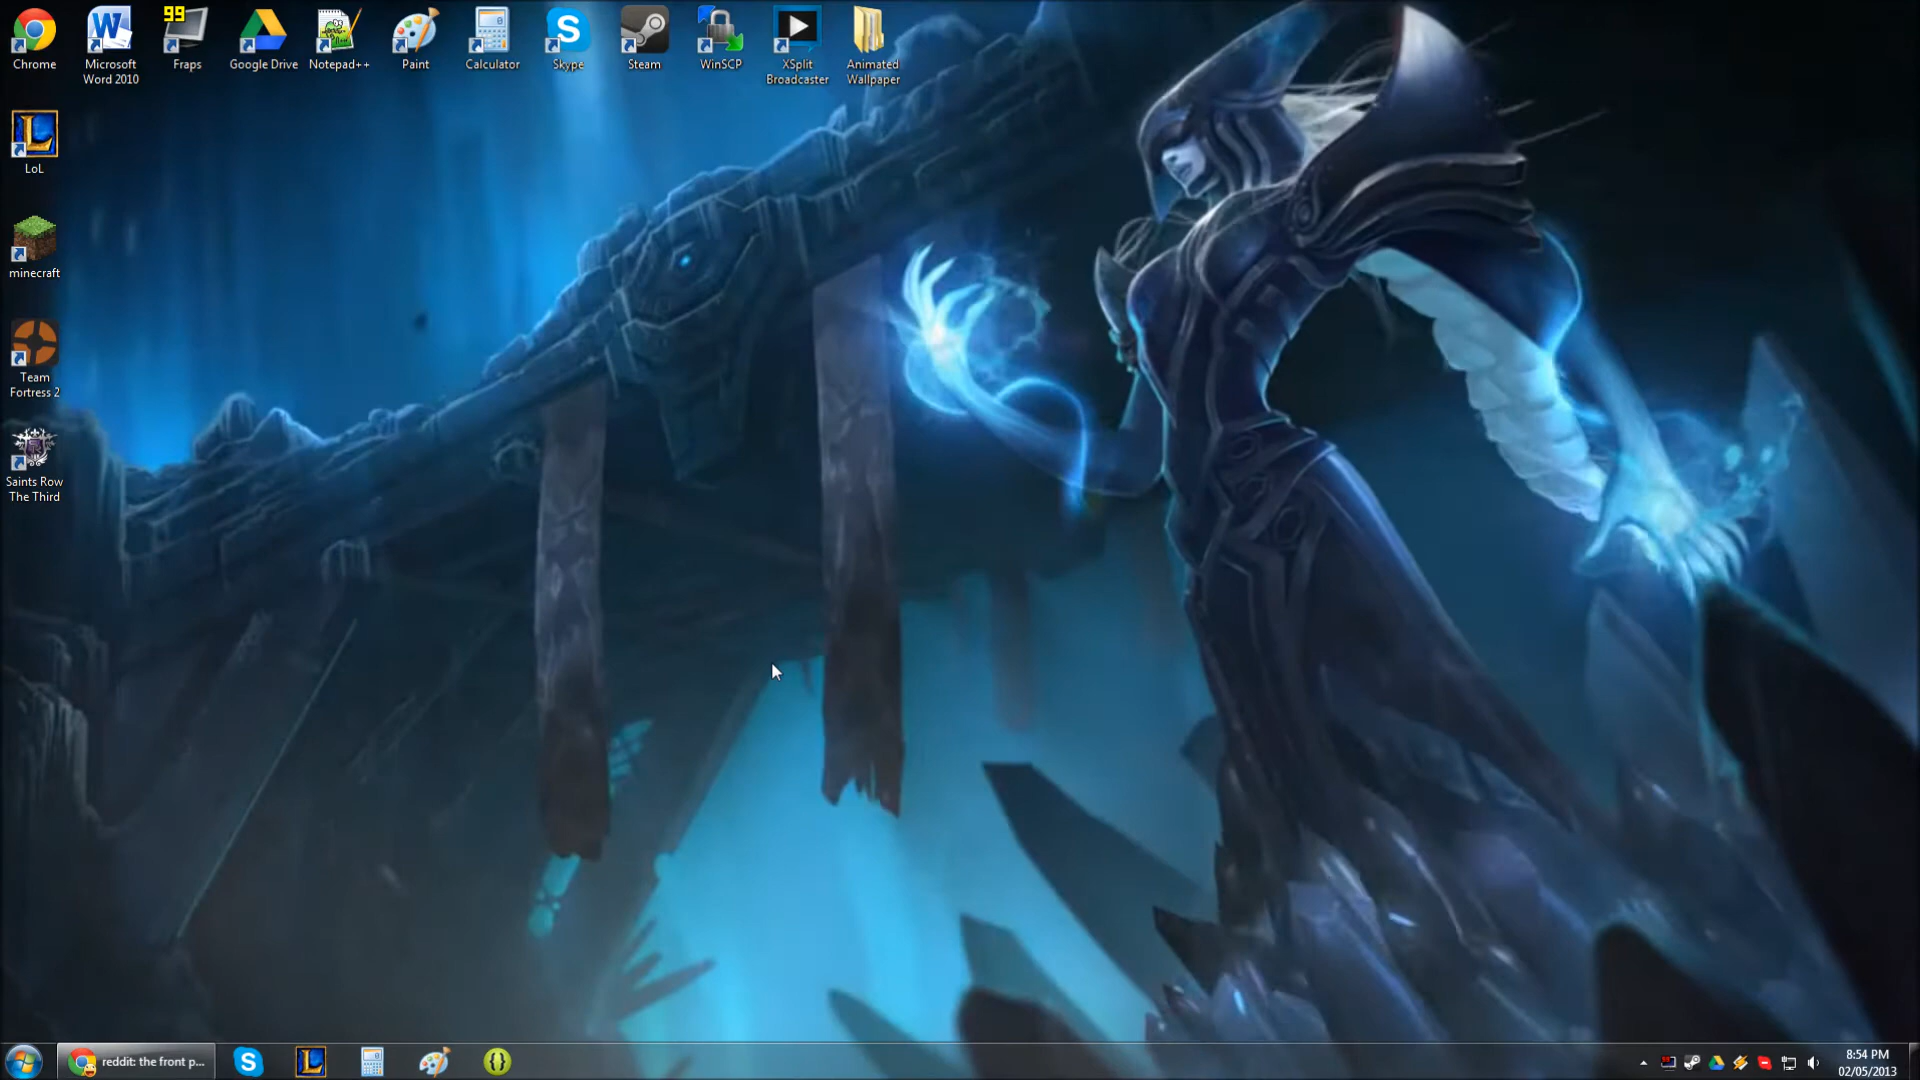 99
Chrome
Microsoft
Word 2010
Fraps
Google Drive
Notepad++
Paint
Calculator
Skype
Steam
WinSCP
XSplit
Broadcaster
Animated
Wallpaper
LoL
minecraft
Team
Fortress 2
Saints Row
The Third
reddit: the front p...
8:54 PM
02/05/2013